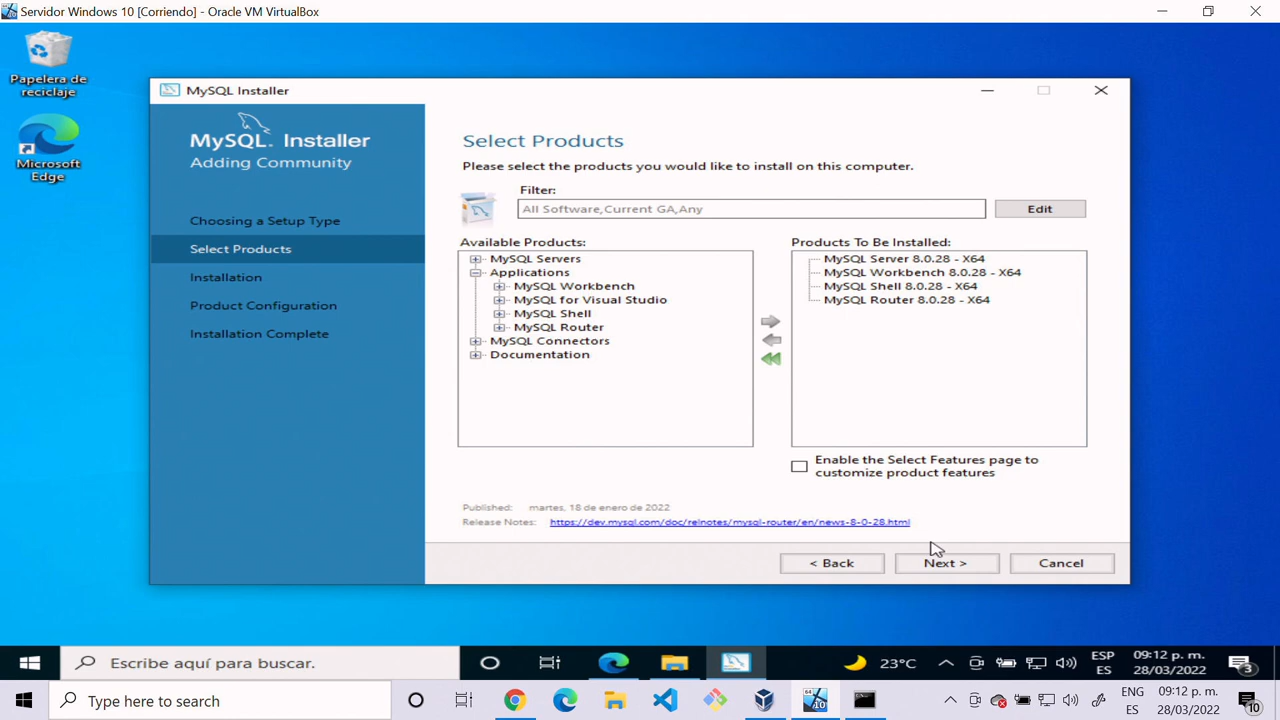 Servidor Windows 10 [Corriendo] - Oracle VM VirtualBox
Papelera de
reciclaje
Microsoft
Edge
MySQL Installer
MySQL. Installer
Adding Community
Choosing a Setup Type
Select Products
Installation
Product Configuration
Installation Complete
Select Products
Please select the products you would like to install on this computer.
Filter:
All Software,Current GA,Any
Edit
Available Products:
MySQL Servers
Applications
MySQL Workbench
MySQL for Visual Studio
MySQL Shell
MySQL Router
MySQL Connectors
Documentation
Products To Be Installed:
MySQL Server 8.0.28 - X64
MySQL Workbench 8.0.28 - X64
MySQL Shell 8.0.28 - X64
MySQL Router 8.0.28 - X64
Enable the Select Features page to
customize product features
Published: martes, 18 de enero de 2022
Release Notes: https://dev.mysql.com/doc/relnotes/mysql-router/en/news-8-0-28.html
< Back
Next >
Cancel
Escribe aquí para buscar.
23°C
ESP
ES
09:12 p. m.
28/03/2022
3
Type here to search
10
ENG
ES
09:12 p. m.
28/03/2022
10